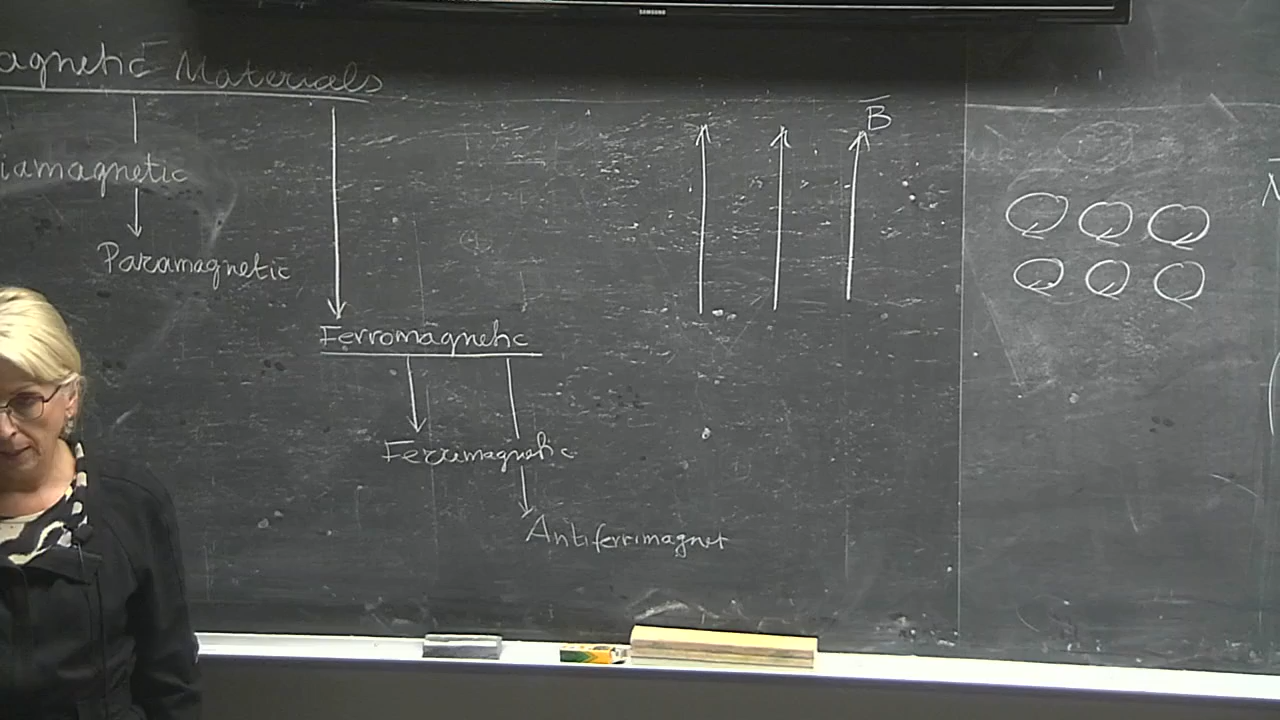 SAMSUNG
agnetic Materials
B
iamagnetic
Paramagnetic
Ferromagnetic
Ferrimagnetic
Antiferrimagnet